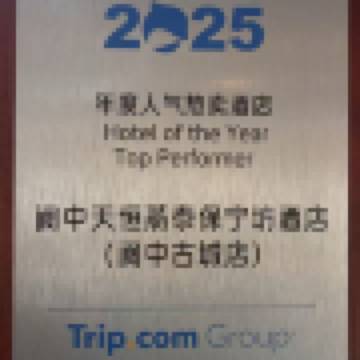 2025
年度人气热卖酒店
Hotel of the Year
Top Performer
阆中天恒丽泰保宁坊酒店
（阆中古城店）
Trip.com Group